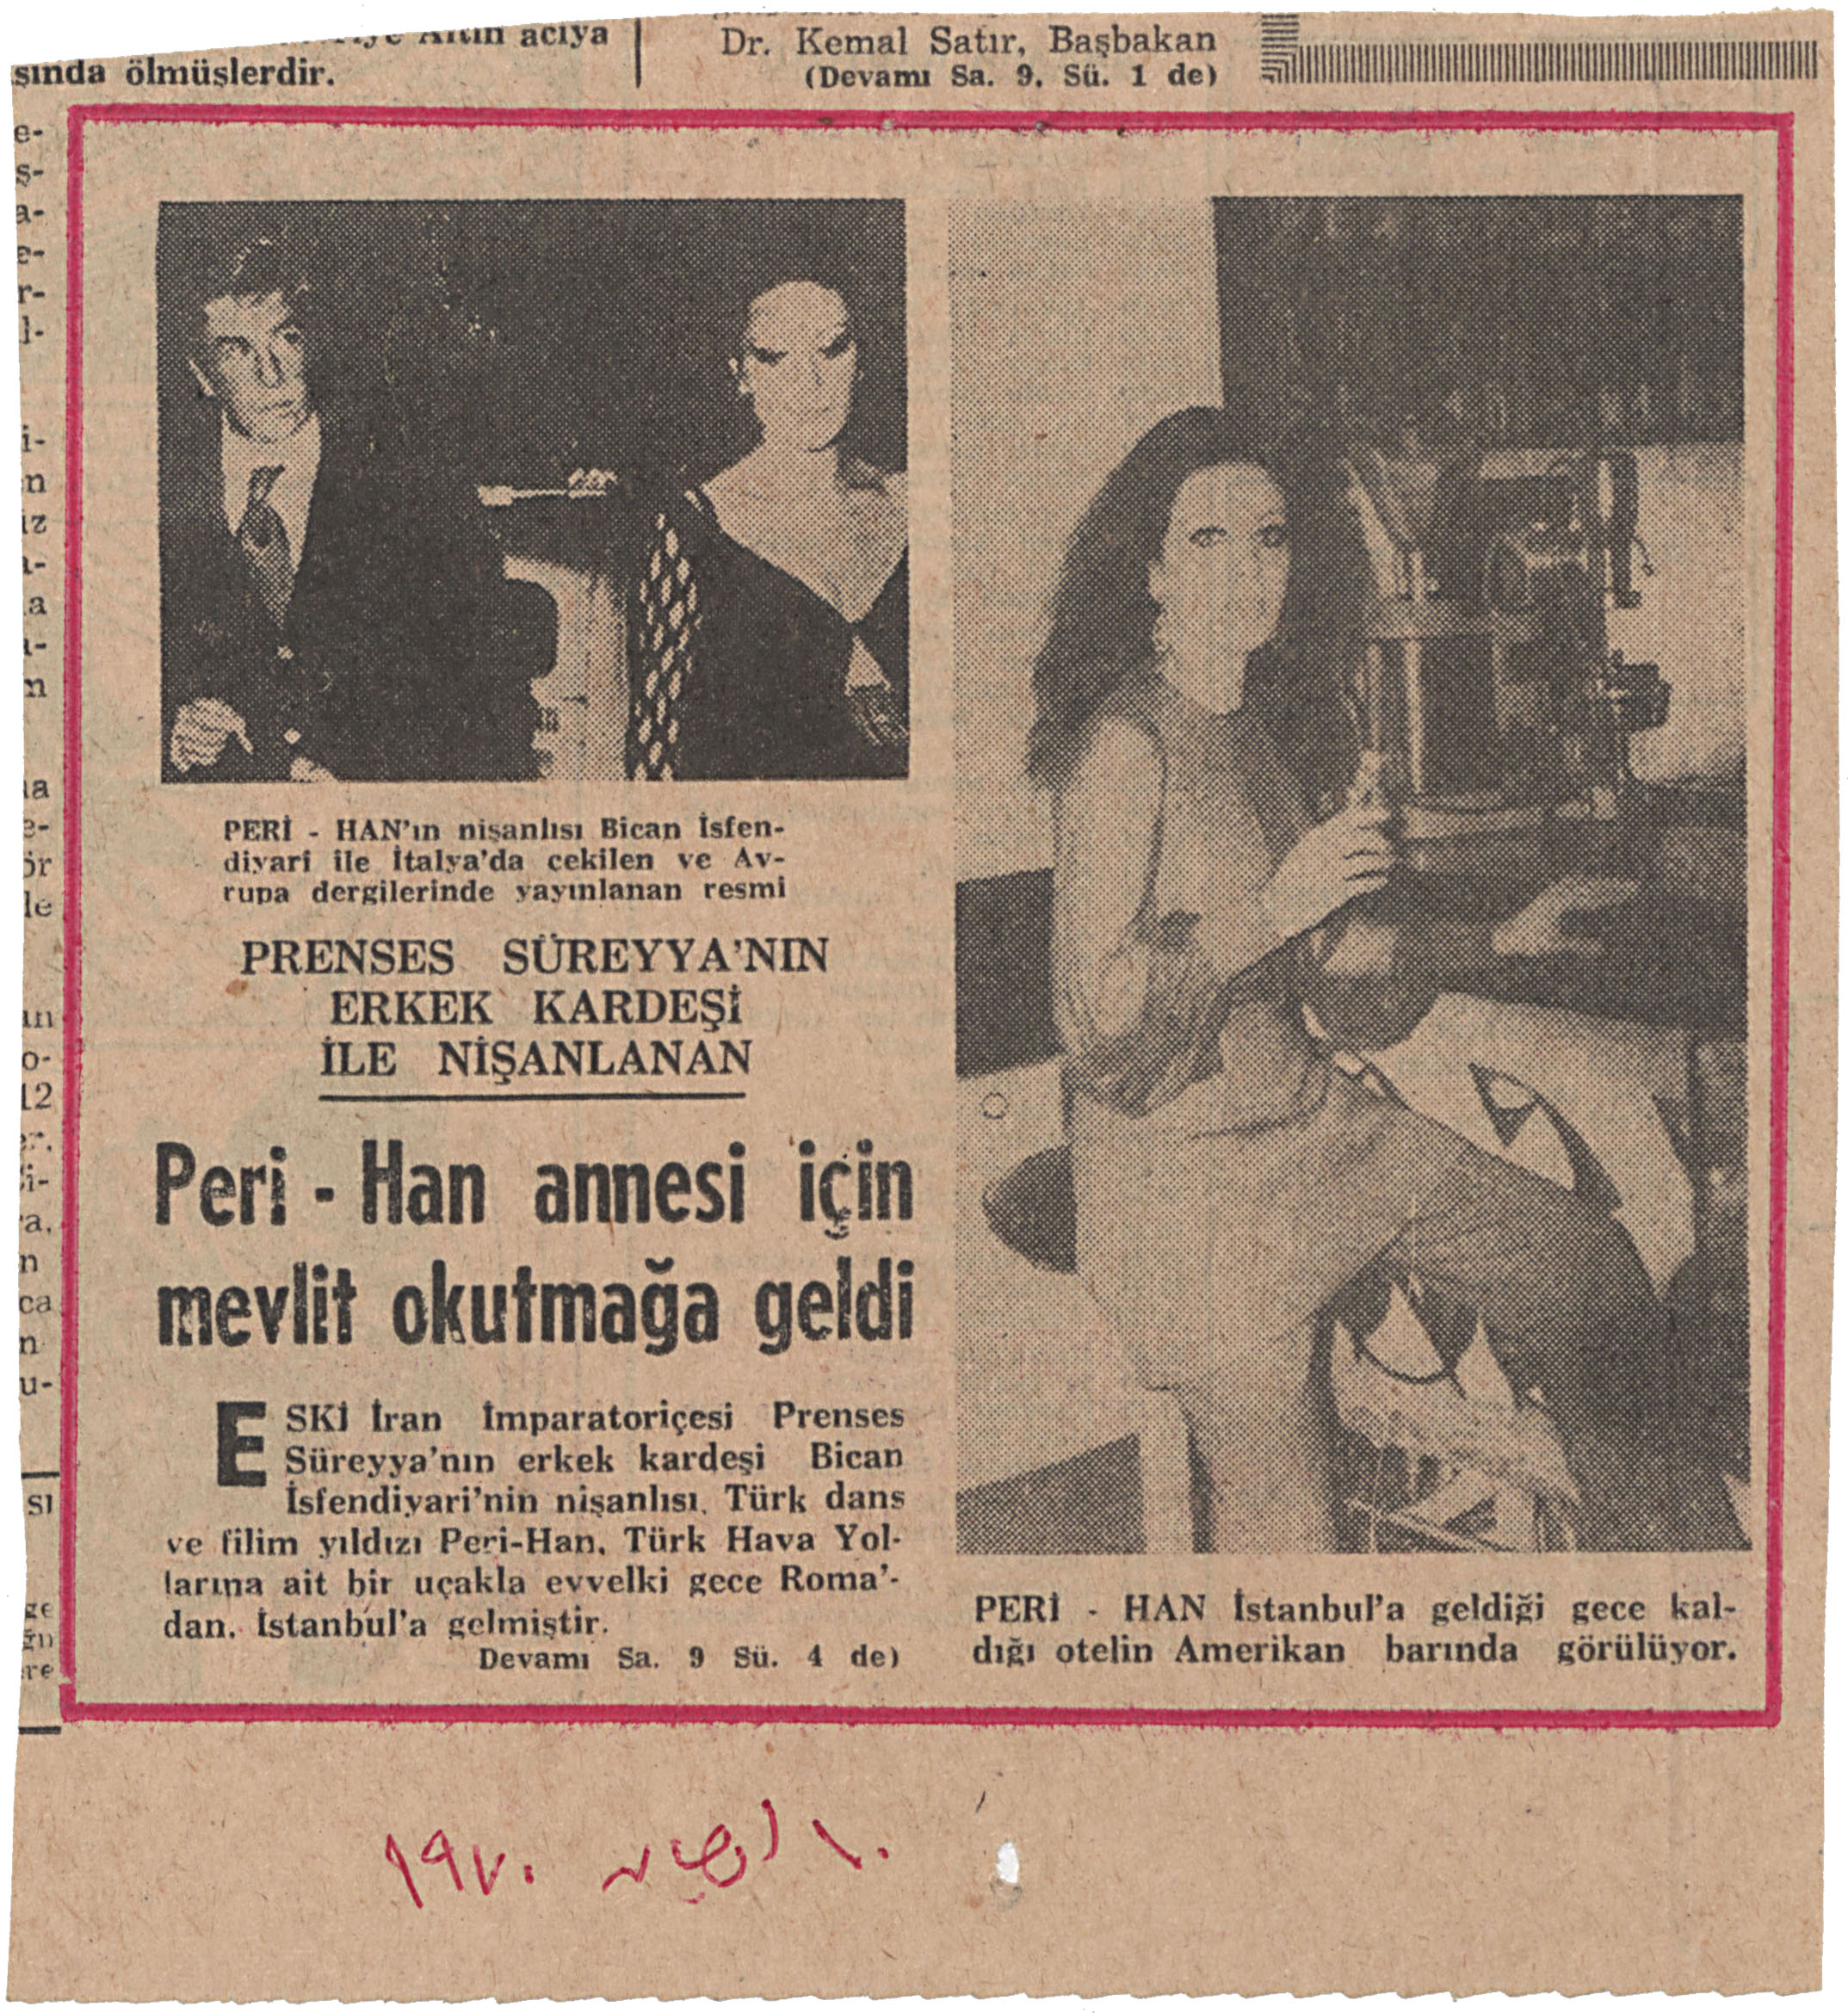 acıya
sında ölmüşlerdir.
Dr. Kemal Satır, Başbakan
(Devamı Sa. 9, Sü. 1 de)
PERİ - HAN'ın nişanlısı Bican İsfen-
diyari ile İtalya'da çekilen ve Av-
rupa dergilerinde yayınlanan resmi
PRENSES SÜREYYA'NIN
ERKEK KARDEŞİ
İLE NİŞANLANAN
Peri - Han annesi için
mevlit okutmağa geldi
ESKİ İran İmparatoriçesi Prenses
Süreyya'nın erkek kardeşi Bican
İsfendiyari'nin nişanlısı, Türk dans
ve filim yıldızı Peri-Han, Türk Hava Yol-
larına ait bir uçakla evvelki gece Roma'-
dan, İstanbul'a gelmiştir.
Devamı Sa. 9 Sü. 4 de)
PERİ - HAN İstanbul'a geldiği gece kal-
dığı otelin Amerikan barında görülüyor.
١٩٧٠